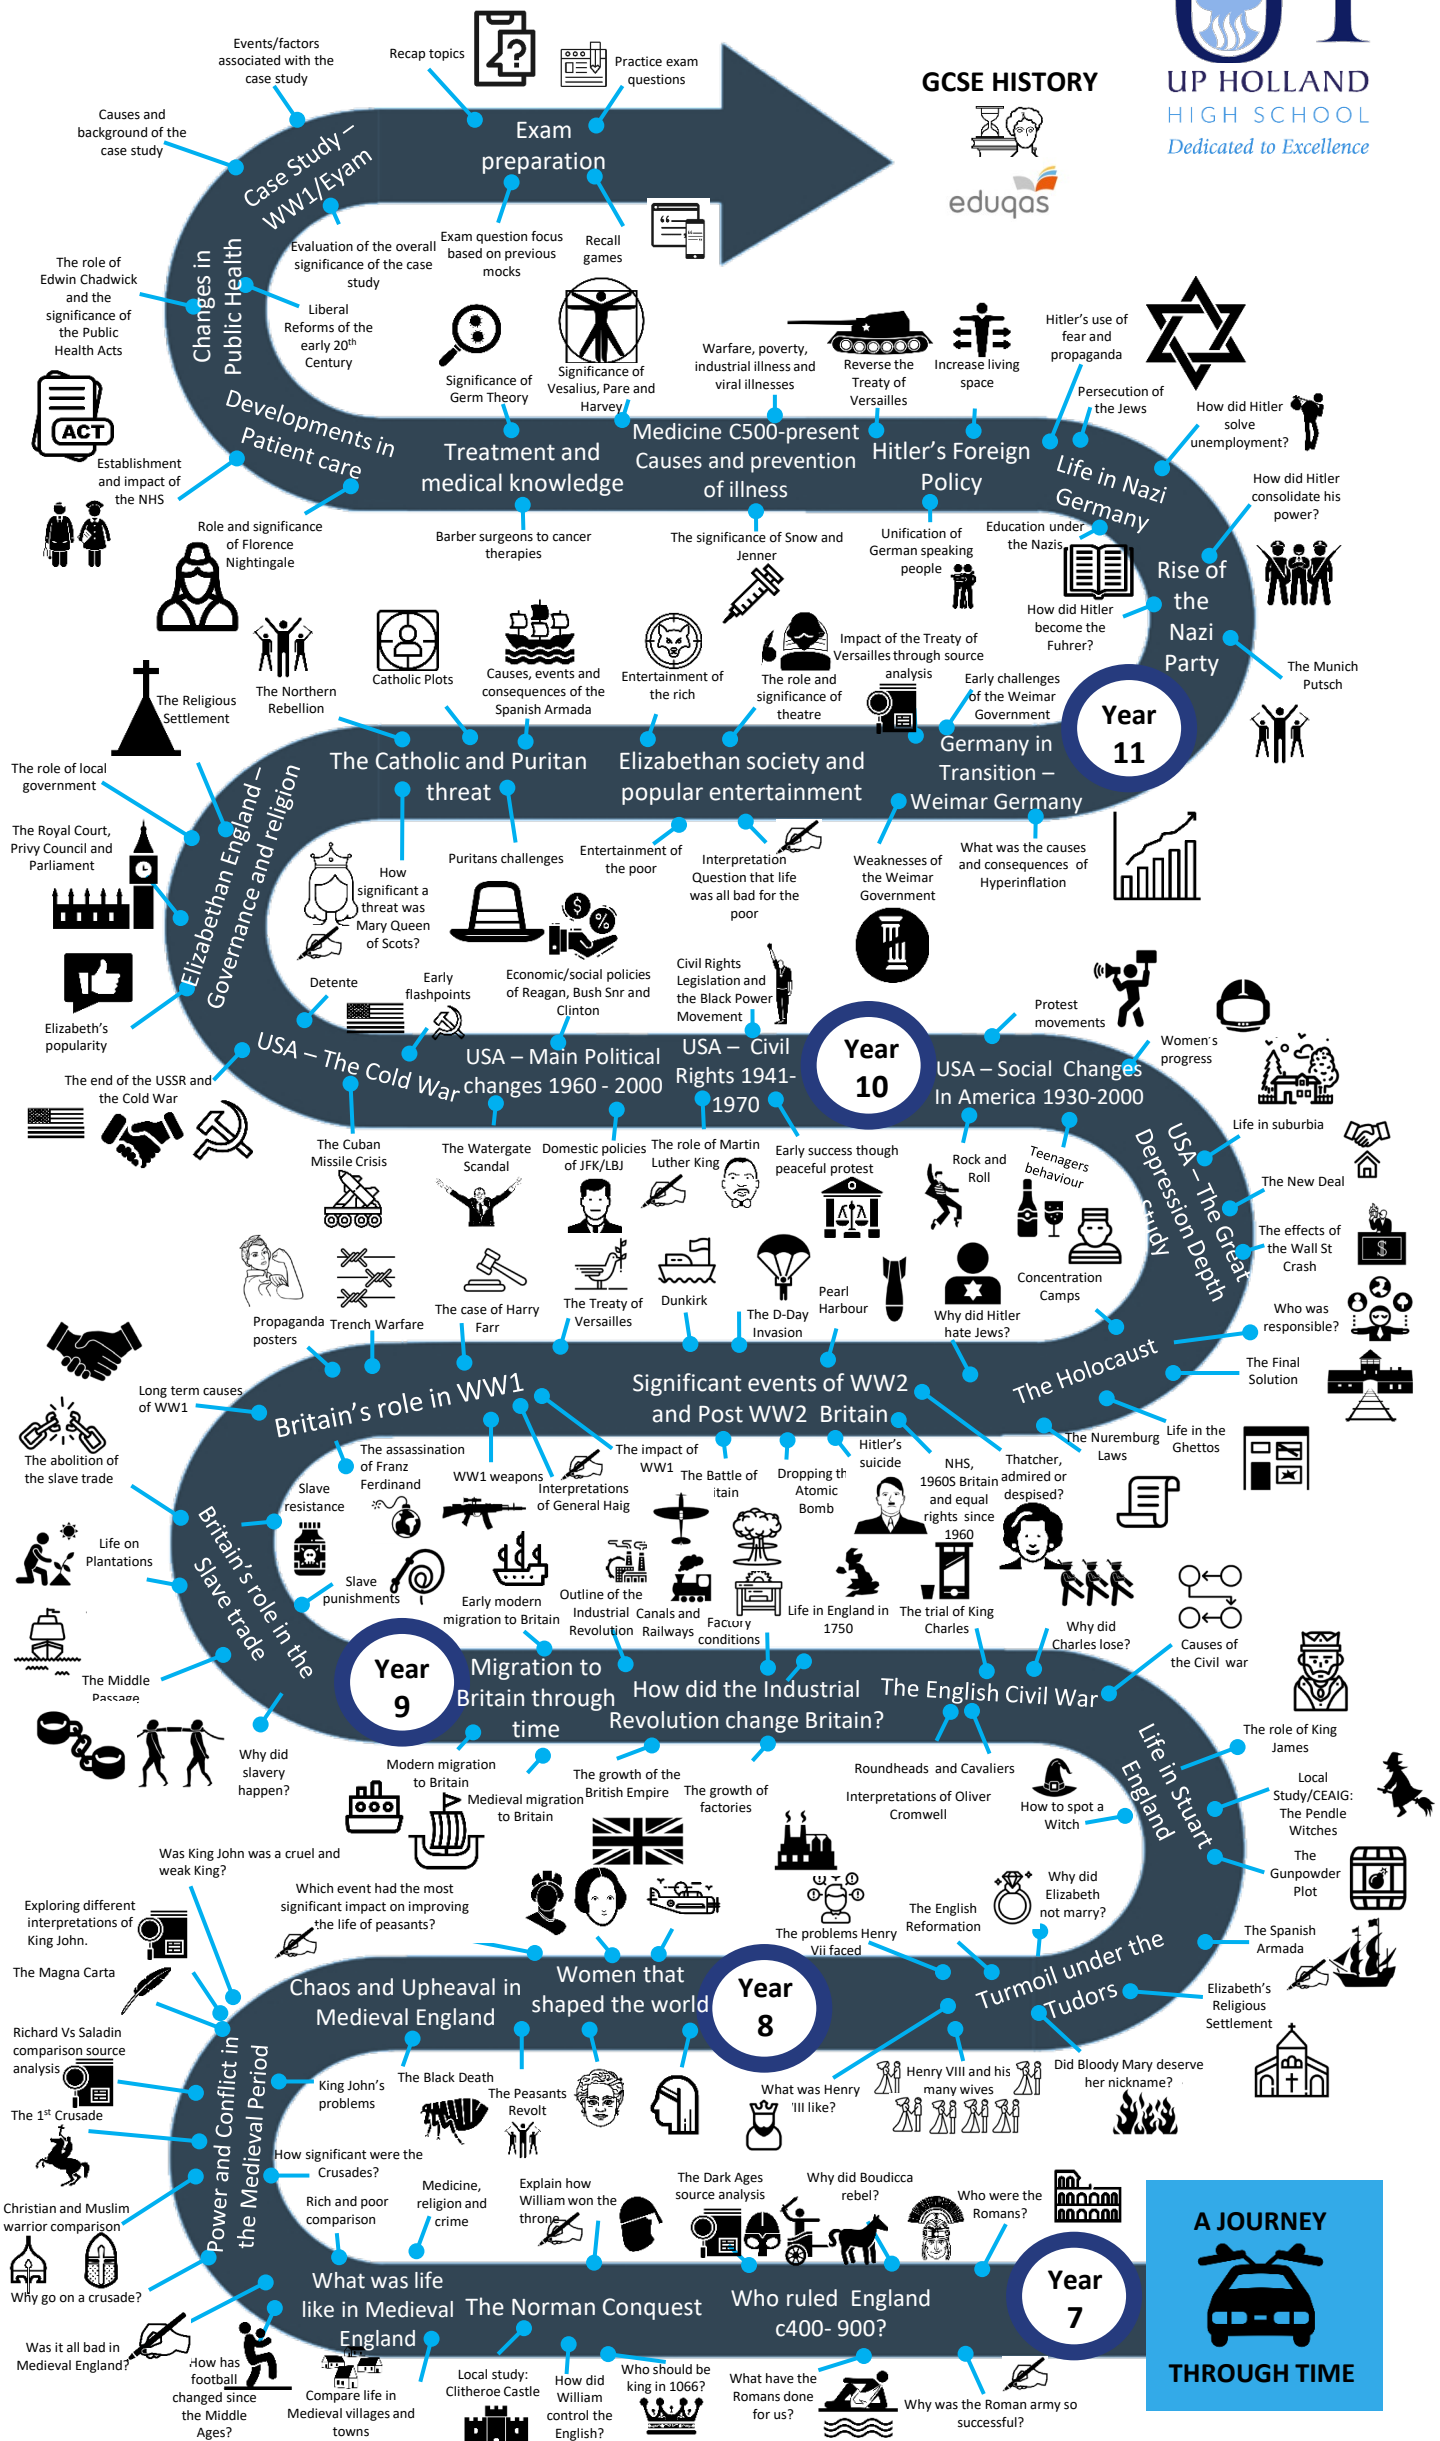 UP HOLLAND
HIGH SCHOOL
Dedicated to Excellence
GCSE HISTORY
eduqas
Events/factors
associated with the
case study
Recap topics
Practice exam
questions
Causes and
background of the
case study
Case Study –
WW1/Eyam
Exam
preparation
Evaluation of the overall
significance of the case
study
Exam question focus
based on previous
mocks
Recall
games
The role of
Edwin Chadwick
and the
significance of
the Public
Health Acts
Changes in
Public Health
Liberal
Reforms of the
early 20th
Century
ACT
Significance of
Germ Theory
Significance of
Vesalius, Pare and
Harvey
Warfare, poverty,
industrial illness and
viral illnesses
Reverse the
Treaty of
Versailles
Increase living
space
Hitler's use of
fear and
propaganda
Persecution of
the Jews
How did Hitler
solve
unemployment?
Developments in
Patient care
Treatment and
medical knowledge
Medicine C500-present
Causes and prevention
of illness
Hitler's Foreign
Policy
Life in Nazi
Germany
How did Hitler
consolidate his
power?
Establishment
and impact of
the NHS
Role and significance
of Florence
Nightingale
Barber surgeons to cancer
therapies
The significance of Snow and
Jenner
Unification of
German speaking
people
Education under
the Nazis
How did Hitler
become the
Fuhrer?
Rise of
the
Nazi
Party
The Munich
Putsch
The Religious
Settlement
The Northern
Rebellion
Catholic Plots
Causes, events and
consequences of the
Spanish Armada
Entertainment of
the rich
The role and
significance of
theatre
Impact of the Treaty of
Versailles through source
analysis
Early challenges
of the Weimar
Government
Year
11
The role of local
government
The Royal Court,
Privy Council and
Parliament
Elizabethan England –
Governance and religion
The Catholic and Puritan
threat
Elizabethan society and
popular entertainment
Germany in
Transition –
Weimar Germany
How
significant a
threat was
Mary Queen
of Scots?
Puritans challenges
Entertainment of
the poor
Interpretation
Question that life
was all bad for the
poor
Weaknesses of
the Weimar
Government
What was the causes
and consequences of
Hyperinflation
Elizabeth's
popularity
Detente
Early
flashpoints
Economic/social policies
of Reagan, Bush Snr and
Clinton
Civil Rights
Legislation and
the Black Power
Movement
Protest
movements
Women's
progress
The end of the USSR and
the Cold War
USA – The Cold War
USA – Main Political
changes 1960 - 2000
USA – Civil
Rights 1941-
1970
Year
10
USA – Social Changes
In America 1930-2000
The Cuban
Missile Crisis
The Watergate
Scandal
Domestic policies
of JFK/LBJ
The role of Martin
Luther King
Early success though
peaceful protest
Rock and
Roll
Teenagers
behaviour
USA – The Great
Depression Depth
Study
Life in suburbia
The New Deal
The effects of
the Wall St
Crash
Propaganda
posters
Trench Warfare
The case of Harry
Farr
The Treaty of
Versailles
Dunkirk
The D-Day
Invasion
Pearl
Harbour
Why did Hitler
hate Jews?
Concentration
Camps
Who was
responsible?
The Final
Solution
Long term causes
of WW1
Britain's role in WW1
Significant events of WW2
and Post WW2 Britain
The Holocaust
The abolition of
the slave trade
Slave
resistance
The assassination
of Franz
Ferdinand
WW1 weapons
Interpretations
of General Haig
The impact of
WW1
The Battle of
itain
Dropping th
Atomic
Bomb
Hitler's
suicide
NHS,
1960S Britain
and equal
rights since
1960
Thatcher,
admired or
despised?
The Nuremburg
Laws
Life in the
Ghettos
Life on
Plantations
Britain's role in the
Slave trade
Slave
punishments
Early modern
migration to Britain
Outline of the
Industrial
Revolution
Canals and
Railways
Factory
conditions
Life in England in
1750
The trial of King
Charles
Why did
Charles lose?
Causes of
the Civil war
The Middle
Passage
Why did
slavery
happen?
Year
9
Migration to
Britain through
time
How did the Industrial
Revolution change Britain?
The English Civil War
The role of King
James
Modern migration
to Britain
Medieval migration
to Britain
The growth of the
British Empire
The growth of
factories
Roundheads and Cavaliers
Interpretations of Oliver
Cromwell
How to spot a
Witch
Life in Stuart
England
Local
Study/CEAIG:
The Pendle
Witches
The
Gunpowder
Plot
Was King John was a cruel and
weak King?
Exploring different
interpretations of
King John.
Which event had the most
significant impact on improving
the life of peasants?
The problems Henry
Vii faced
The English
Reformation
Why did
Elizabeth
not marry?
The Spanish
Armada
Elizabeth's
Religious
Settlement
The Magna Carta
Chaos and Upheaval in
Medieval England
Women that
shaped the world
Year
8
Turmoil under the
Tudors
Richard Vs Saladin
comparison source
analysis
The 1st Crusade
Power and Conflict in
the Medieval Period
King John's
problems
The Black Death
The Peasants
Revolt
What was Henry
'III like?
Henry VIII and his
many wives
Did Bloody Mary deserve
her nickname?
How significant were the
Crusades?
Christian and Muslim
warrior comparison
Rich and poor
comparison
Medicine,
religion and
crime
Explain how
William won the
throne
The Dark Ages
source analysis
Why did Boudicca
rebel?
Who were the
Romans?
Why go on a crusade?
What was life
like in Medieval
England
The Norman Conquest
Who ruled England
c400- 900?
Year
7
A JOURNEY
THROUGH TIME
Was it all bad in
Medieval England?
How has
football
changed since
the Middle
Ages?
Compare life in
Medieval villages and
towns
Local study:
Clitheroe Castle
How did
William
control the
English?
Who should be
king in 1066?
What have the
Romans done
for us?
Why was the Roman army so
successful?